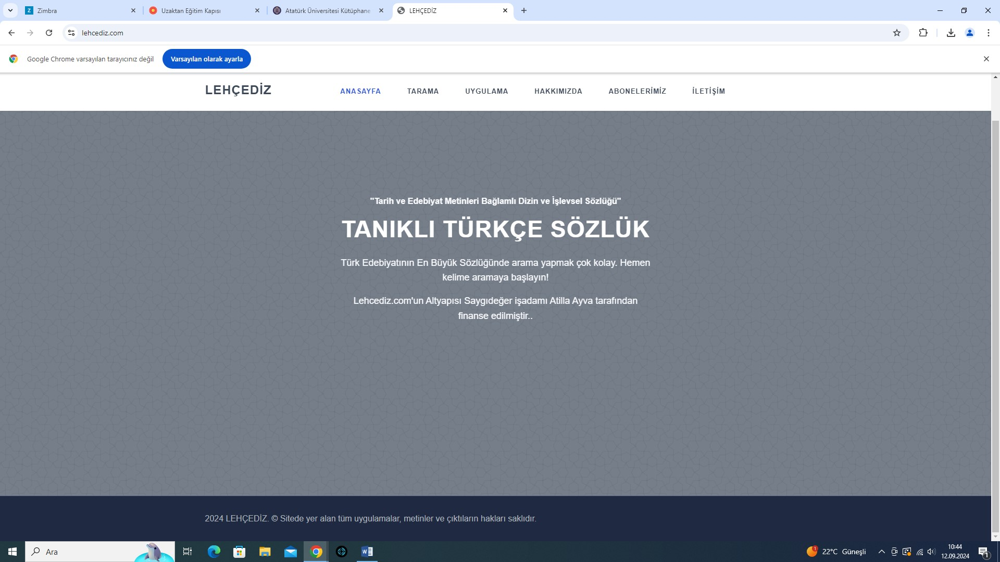 Zimbra
Uzaktan Eğitim Kapısı
Atatürk Üniversitesi Kütüphane
LEHÇEDİZ
lehcediz.com
Google Chrome varsayılan tarayıcınız değil
Varsayılan olarak ayarla
LEHÇEDİZ
ANASAYFA
TARAMA
UYGULAMA
HAKKIMIZDA
ABONELERİMİZ
İLETİŞİM
"Tarih ve Edebiyat Metinleri Bağlamlı Dizin ve İşlevsel Sözlüğü"
TANIKLI TÜRKÇE SÖZLÜK
Türk Edebiyatının En Büyük Sözlüğünde arama yapmak çok kolay. Hemen
kelime aramaya başlayın!
Lehcediz.com'un Altyapısı Saygıdeğer işadamı Atilla Ayva tarafından
finanse edilmiştir..
2024 LEHÇEDİZ. © Sitede yer alan tüm uygulamalar, metinler ve çıktıların hakları saklıdır.
Ara
22°C Güneşli
10:44
12.09.2024